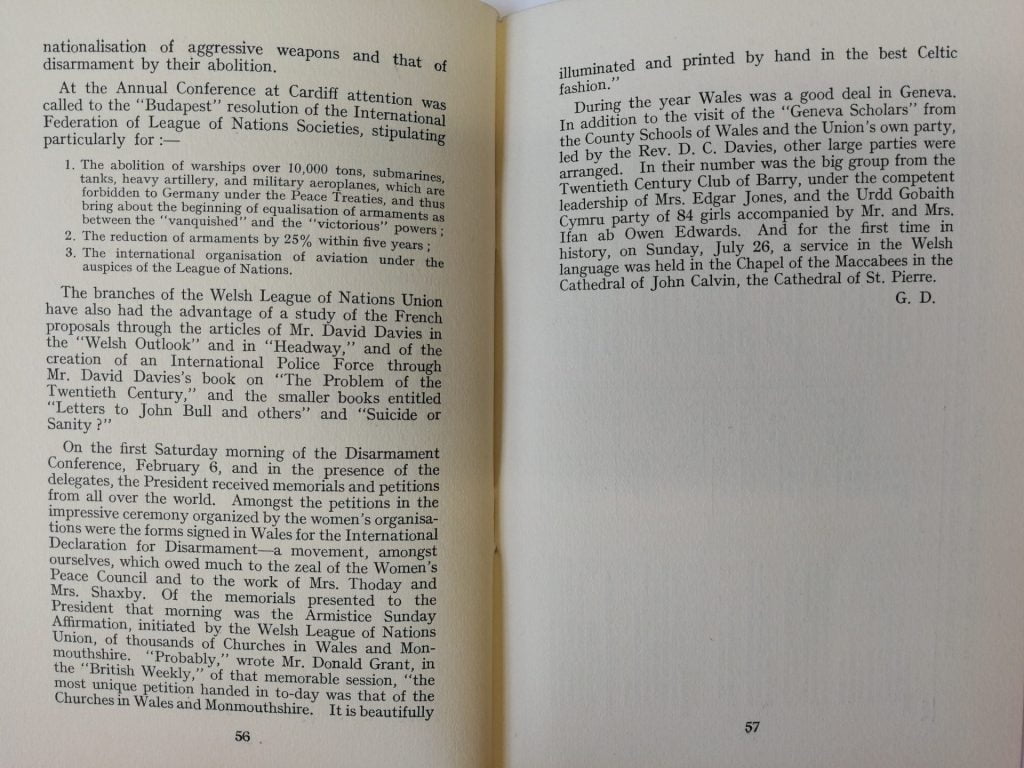 nationalisation of aggressive weapons and that of
disarmament by their abolition.
At the Annual Conference at Cardiff attention was
called to the "Budapest" resolution of the International
Federation of League of Nations Societies, stipulating
particularly for :—
1. The abolition of warships over 10,000 tons, submarines,
tanks, heavy artillery, and military aeroplanes, which are
forbidden to Germany under the Peace Treaties, and thus
bring about the beginning of equalisation of armaments as
between the "vanquished" and the "victorious" powers ;
2. The reduction of armaments by 25% within five years ;
3. The international organisation of aviation under the
auspices of the League of Nations.
The branches of the Welsh League of Nations Union
have also had the advantage of a study of the French
proposals through the articles of Mr. David Davies in
the "Welsh Outlook" and in "Headway," and of the
creation of an International Police Force through
Mr. David Davies's book on "The Problem of the
Twentieth Century," and the smaller books entitled
"Letters to John Bull and others" and "Suicide or
Sanity ?"
On the first Saturday morning of the Disarmament
Conference, February 6, and in the presence of the
delegates, the President received memorials and petitions
from all over the world. Amongst the petitions in the
impressive ceremony organized by the women's organisa-
tions were the forms signed in Wales for the International
Declaration for Disarmament—a movement, amongst
ourselves, which owed much to the zeal of the Women's
Peace Council and to the work of Mrs. Thoday and
Mrs. Shaxby. Of the memorials presented to the
President that morning was the Armistice Sunday
Affirmation, initiated by the Welsh League of Nations
Union, of thousands of Churches in Wales and Mon-
mouthshire. "Probably," wrote Mr. Donald Grant, in
the "British Weekly," of that memorable session, "the
most unique petition handed in to-day was that of the
Churches in Wales and Monmouthshire. It is beautifully
56
illuminated and printed by hand in the best Celtic
fashion."
During the year Wales was a good deal in Geneva.
In addition to the visit of the "Geneva Scholars" from
the County Schools of Wales and the Union's own party,
led by the Rev. D. C. Davies, other large parties were
arranged. In their number was the big group from the
Twentieth Century Club of Barry, under the competent
leadership of Mrs. Edgar Jones, and the Urdd Gobaith
Cymru party of 84 girls accompanied by Mr. and Mrs.
Ifan ab Owen Edwards. And for the first time in
history, on Sunday, July 26, a service in the Welsh
language was held in the Chapel of the Maccabees in the
Cathedral of John Calvin, the Cathedral of St. Pierre.
G. D.
57